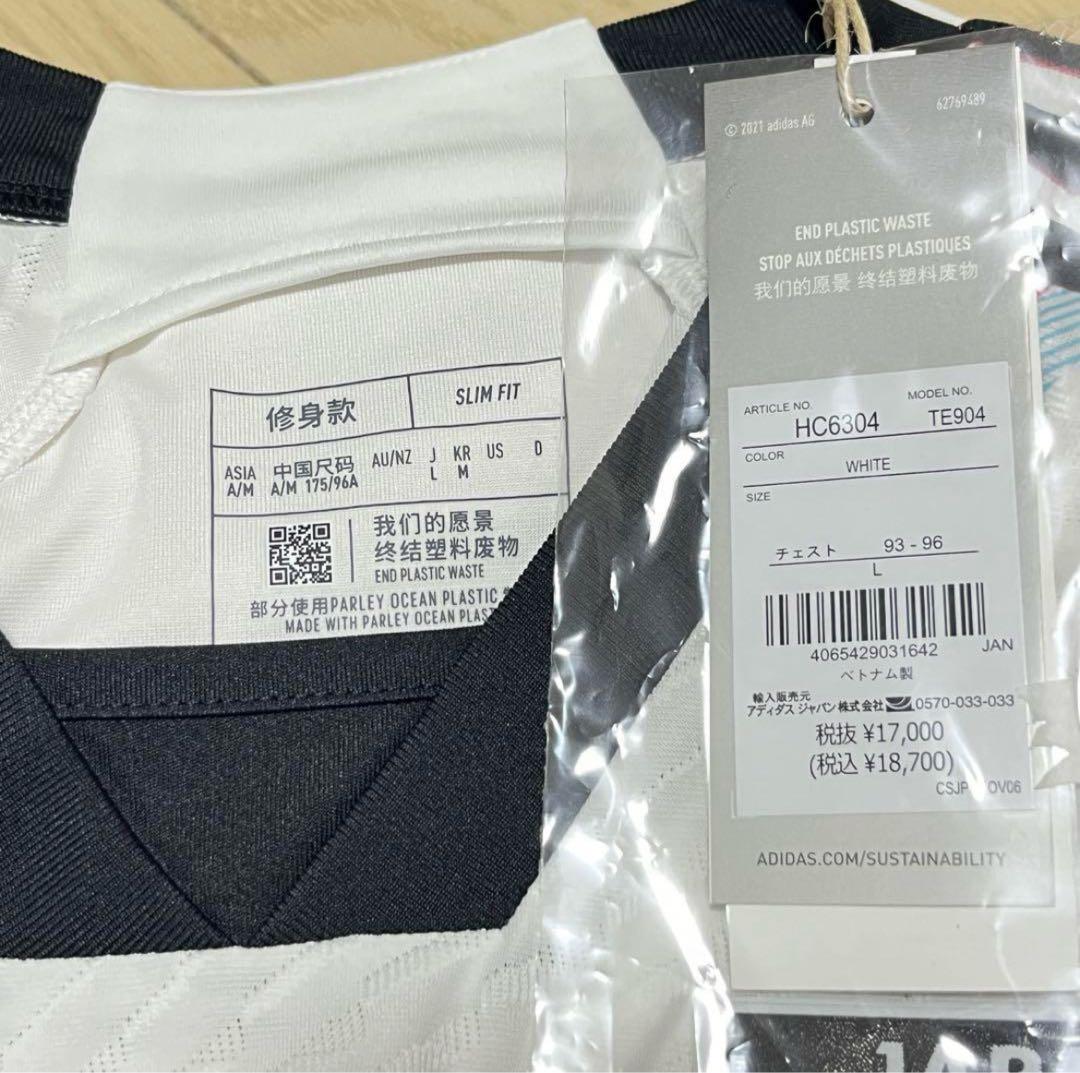 修身款 SLIM FIT
ASIA 中国尺码 AU/NZ J KR US D
A/M A/M 175/96A L M
我们的愿景
终结塑料废物
END PLASTIC WASTE
部分使用PARLEY OCEAN PLASTIC
MADE WITH PARLEY OCEAN
© 2021 adidas AG 62769489
END PLASTIC WASTE
STOP AUX DÉCHETS PLASTIQUES
我们的愿景 终结塑料废物
ARTICLE NO. MODEL NO.
HC6304 TE904
COLOR
WHITE
SIZE
チェスト 93 - 96
L
4065429031642 JAN
ベトナム製
輸入販売元
アディダス ジャパン株式会社 0570-033-033
税抜 ¥17,000
(税込 ¥18,700)
ADIDAS.COM/SUSTAINABILITY